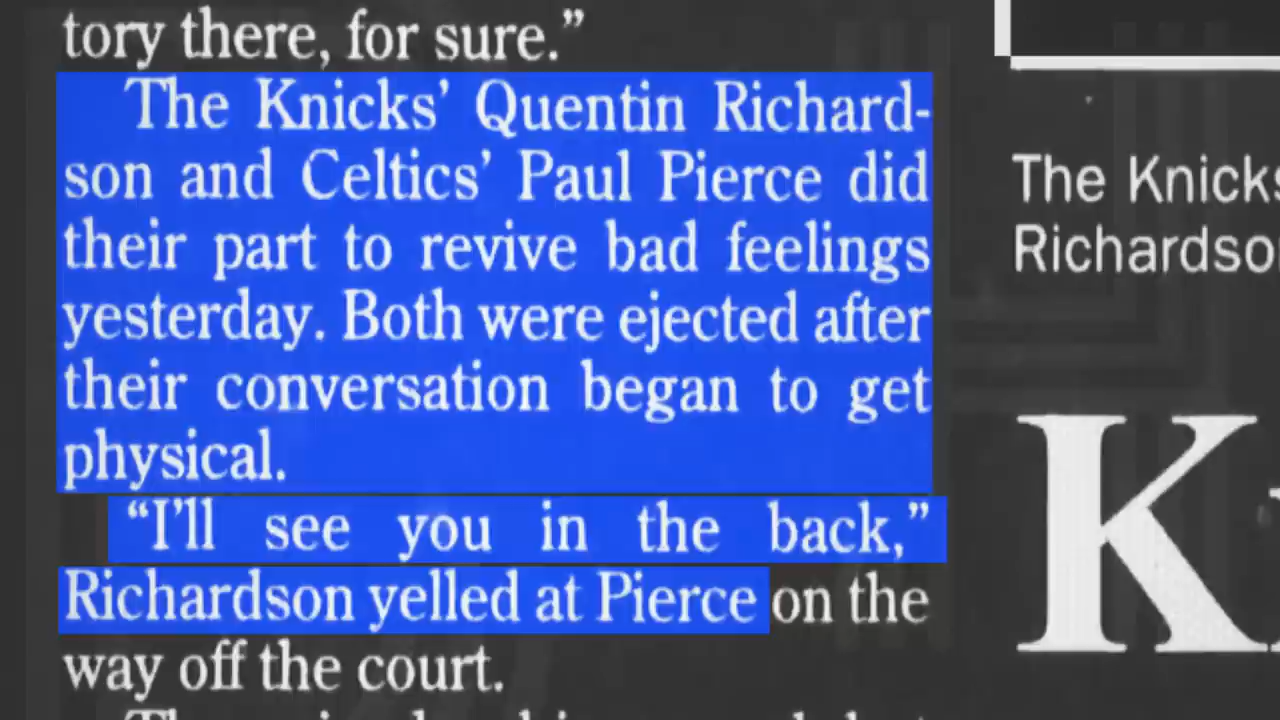 tory there, for sure.”
The Knicks’ Quentin Richard-
son and Celtics’ Paul Pierce did
their part to revive bad feelings
yesterday. Both were ejected after
their conversation began to get
physical.
“I’ll see you in the back,”
Richardson yelled at Pierce on the
way off the court.
The Knicks
Richardso
K